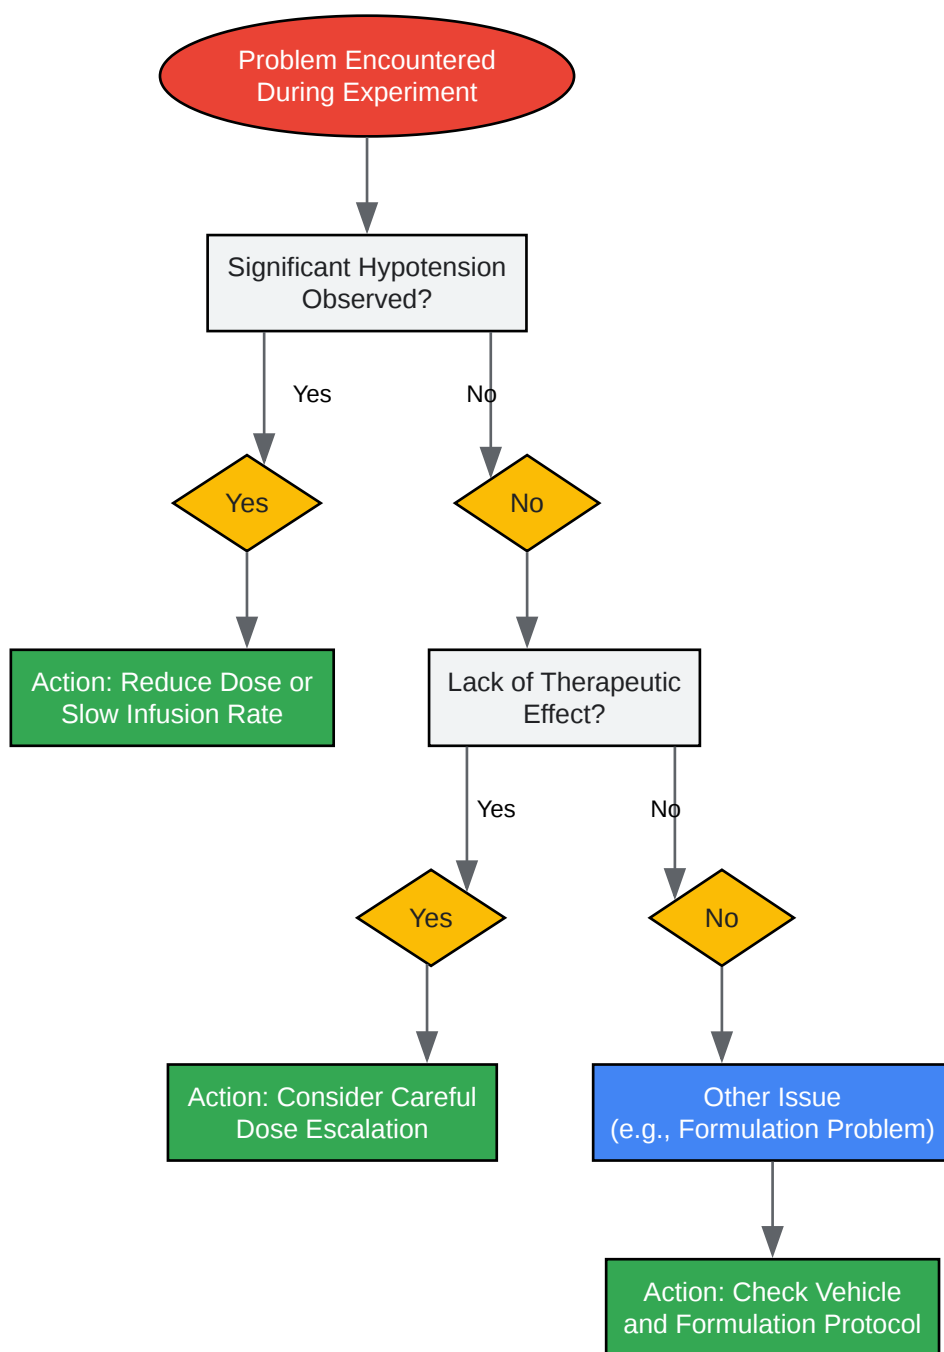 Problem Encountered
During Experiment
Significant Hypotension
Observed?
Yes
No
Yes
No
Action: Reduce Dose or
Slow Infusion Rate
Lack of Therapeutic
Effect?
Yes
No
Yes
No
Action: Consider Careful
Dose Escalation
Other Issue
(e.g., Formulation Problem)
Action: Check Vehicle
and Formulation Protocol